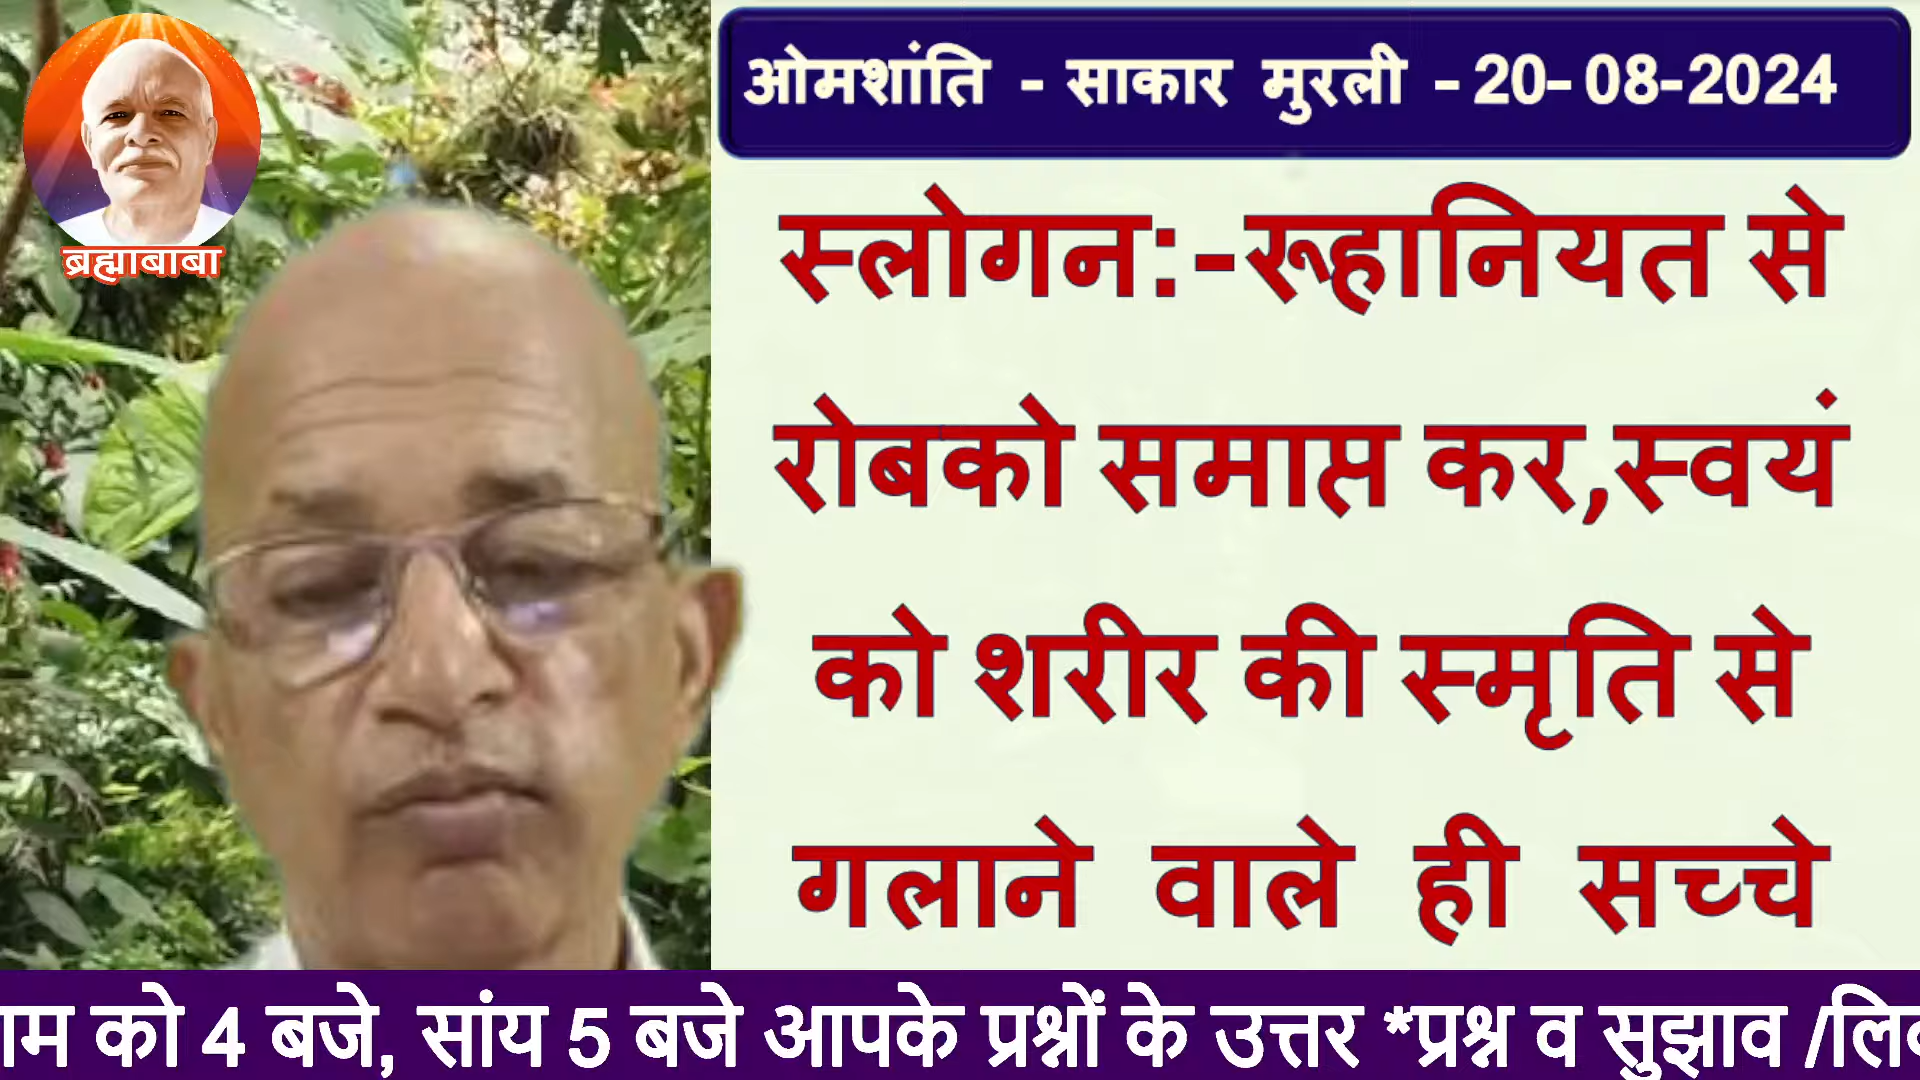 ब्रह्माबाबा
ओमशांति - साकार मुरली - 20- 08-2024
स्लोगन:-रूहानियत से
रोबको समाप्त कर,स्वयं
को शरीर की स्मृति से
गलाने वाले ही सच्चे
को 4 बजे, सांय 5 बजे आपके प्रश्नों के उत्तर *प्रश्न व सुझाव